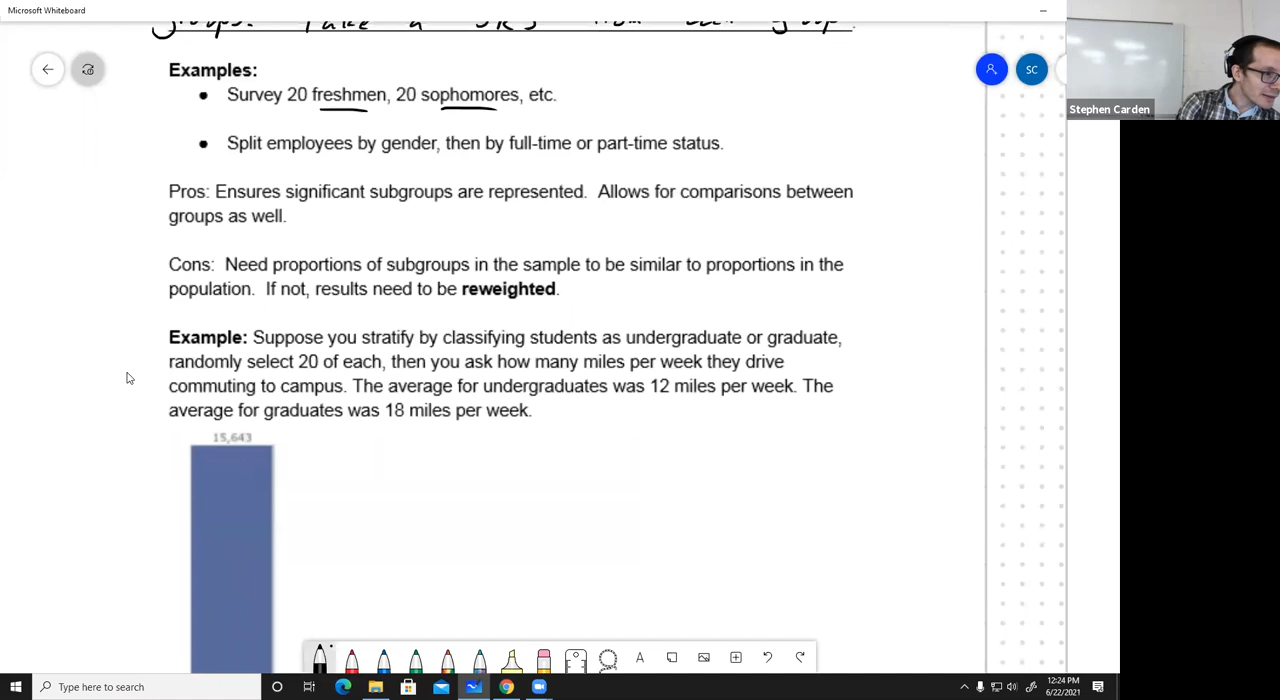 Microsoft Whiteboard
groups. Take a SRS from each group.
Examples:
SC
Survey 20 freshmen, 20 sophomores, etc.
Stephen Carden
Split employees by gender, then by full-time or part-time status.
Pros: Ensures significant subgroups are represented. Allows for comparisons between
groups as well.
Cons: Need proportions of subgroups in the sample to be similar to proportions in the
population. If not, results need to be reweighted.
Example: Suppose you stratify by classifying students as undergraduate or graduate,
randomly select 20 of each, then you ask how many miles per week they drive
commuting to campus. The average for undergraduates was 12 miles per week. The
average for graduates was 18 miles per week.
15,643
A
Type here to search
12:24 PM
6/22/2021